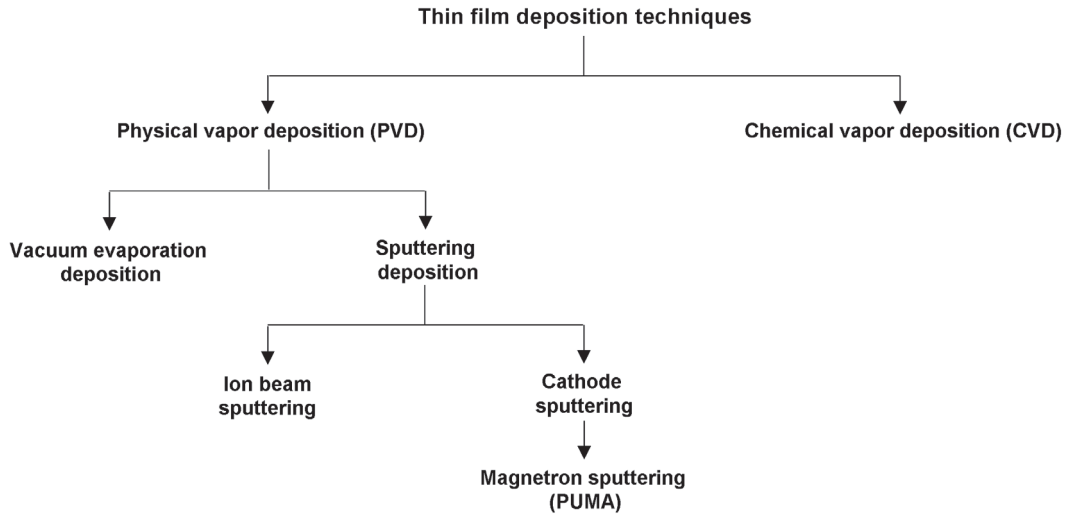 Thin film deposition techniques
Physical vapor deposition (PVD)
Chemical vapor deposition (CVD)
Vacuum evaporation
deposition
Sputtering
deposition
Ion beam
sputtering
Cathode
sputtering
Magnetron sputtering
(PUMA)